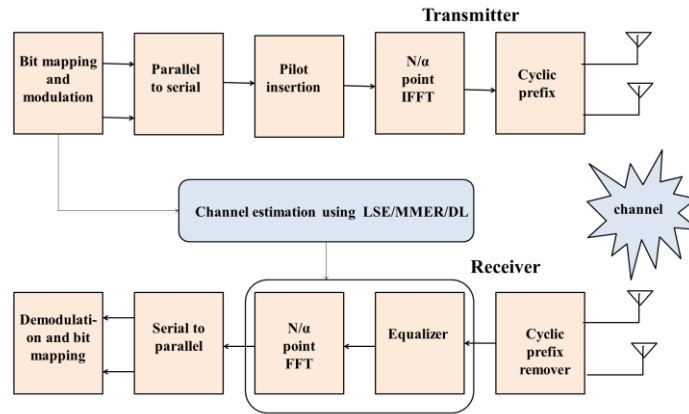 Transmitter
Bit mapping
and
modulation
Parallel
to serial
Pilot
insertion
N/α
point
IFFT
Cyclic
prefix
Channel estimation using LSE/MMER/DL
channel
Receiver
Demodulati-
on and bit
mapping
Serial to
parallel
N/α
point
FFT
Equalizer
Cyclic
prefix
remover